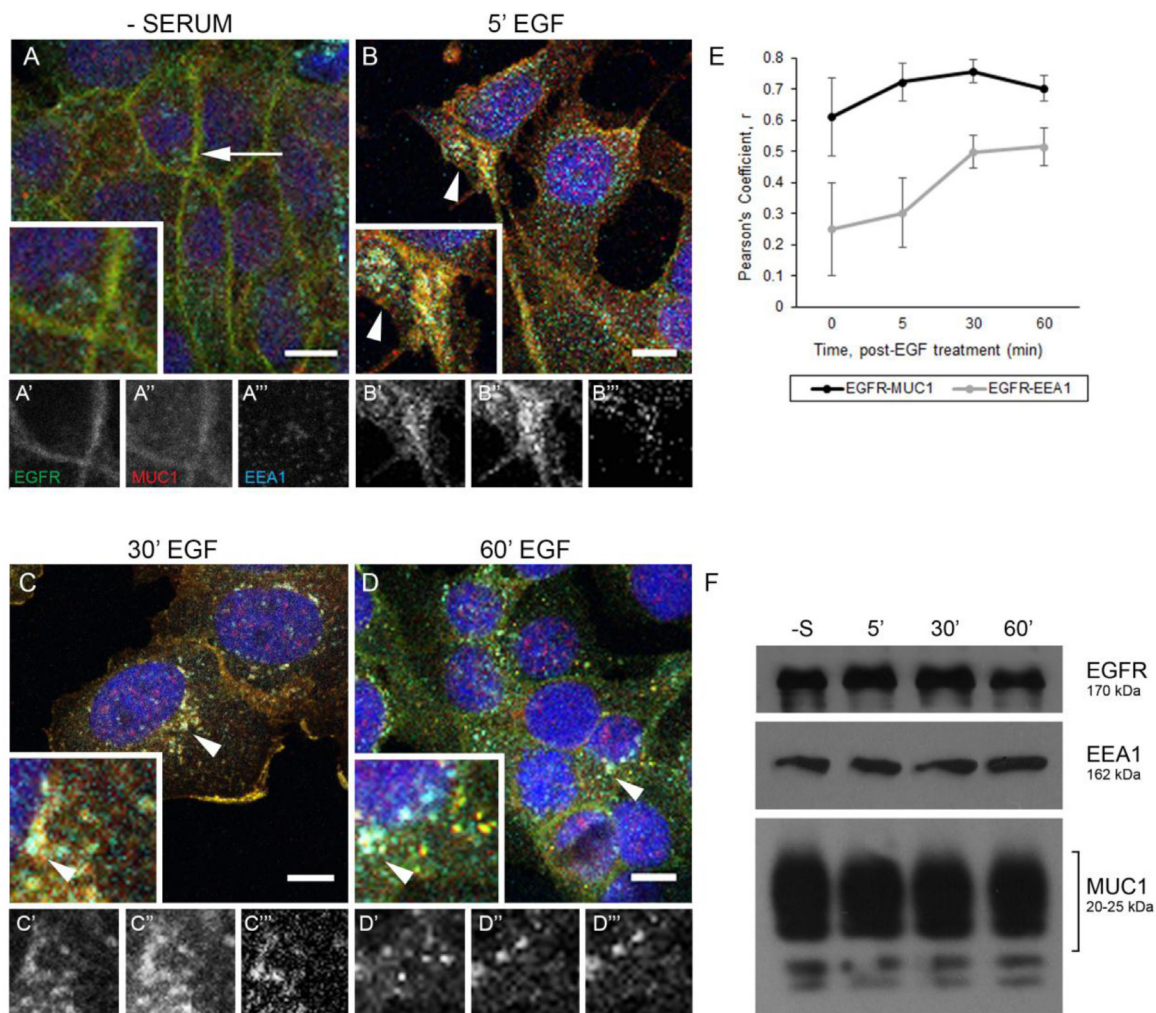 - SERUM
5' EGF
A
B
A'
A''
A'''
EGFR
MUC1
EEA1
B'
B''
B'''
E
0.8
0.7
0.6
0.5
0.4
0.3
0.2
0.1
0
Pearson's Coefficient, r
0 5 30 60
Time, post-EGF treatment (min)
EGFR-MUC1 EGFR-EEA1
30' EGF
60' EGF
C
D
C'
C''
C'''
D'
D''
D'''
F
-S 5' 30' 60'
EGFR
170 kDa
EEA1
162 kDa
MUC1
20-25 kDa